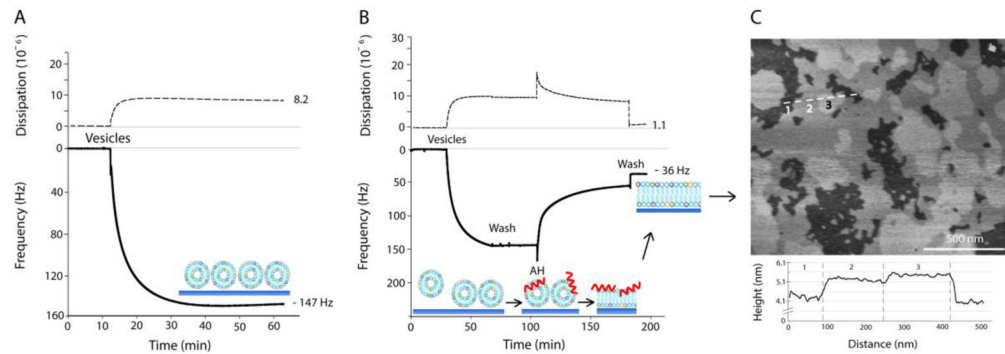 A
Dissipation (10⁻⁶)
20
10
0
8.2
Vesicles
Frequency (Hz)
0
40
80
120
160
- 147 Hz
0
10
20
30
40
50
60
70
Time (min)
B
Dissipation (10⁻⁶)
30
20
10
0
1.1
Vesicles
Frequency (Hz)
0
50
100
150
200
Wash
Wash
- 36 Hz
AH
0
50
100
150
200
Time (min)
C
1
2
3
500 nm
Height (nm)
6.1
5.1
4.1
1
2
3
0
100
200
300
400
500
Distance (nm)